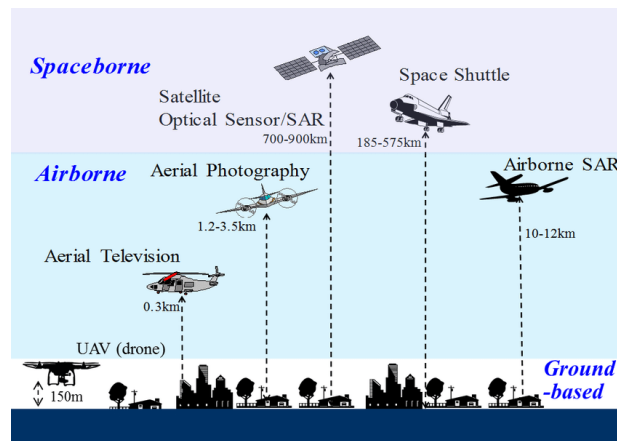 Spaceborne
Space Shuttle
Satellite
Optical Sensor/SAR
700-900km
185-575km
Airborne
Aerial Photography
Airborne SAR
1.2-3.5km
10-12km
Aerial Television
0.3km
UAV (drone)
150m
Ground
-based